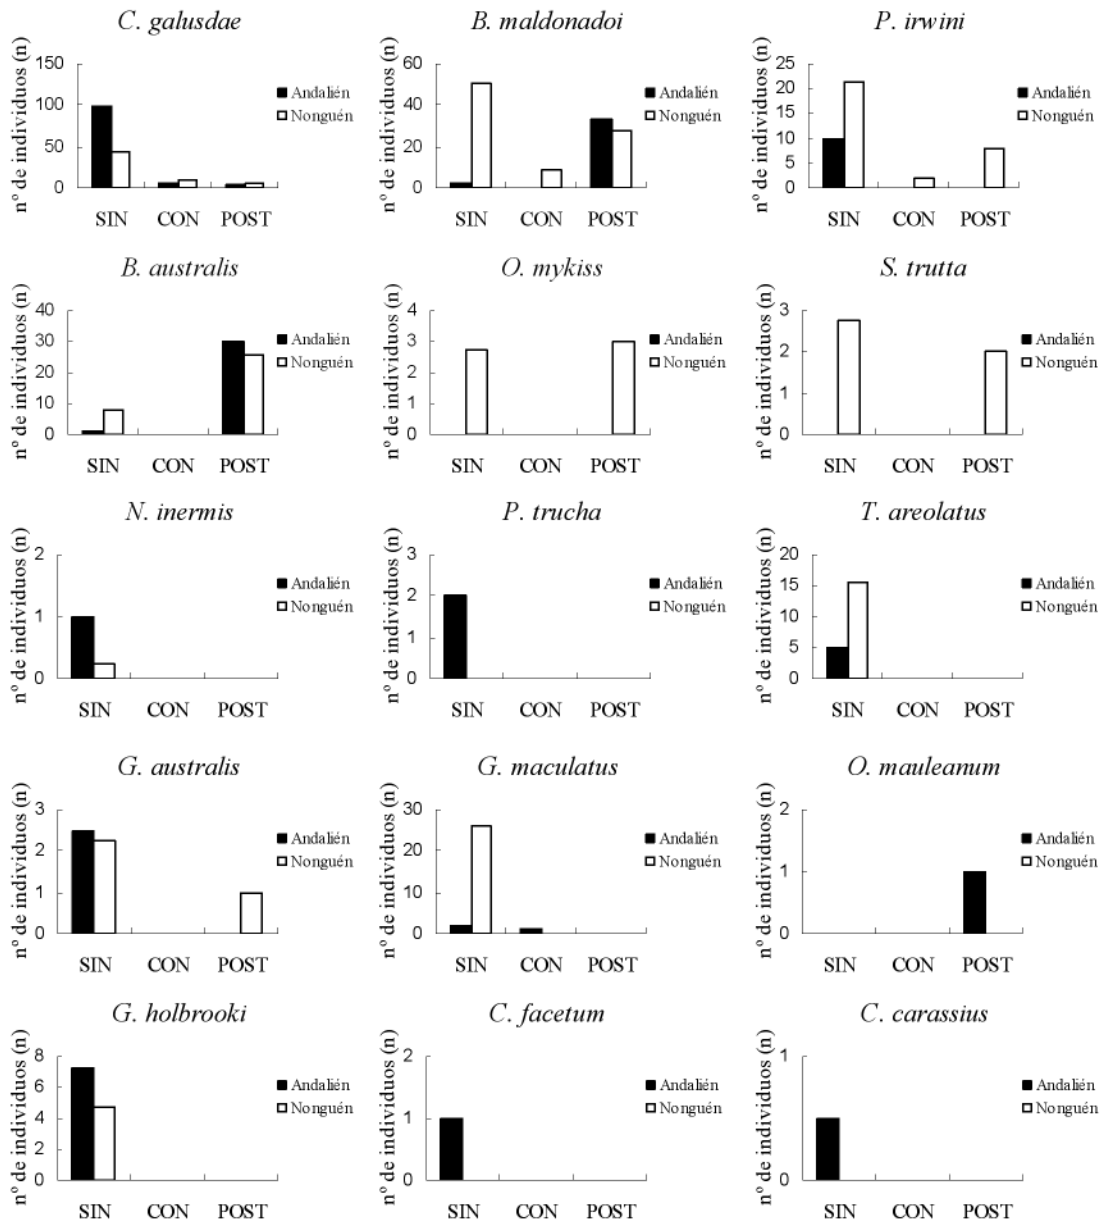 C. galusdae
nº de individuos (n)
150
100
50
0
SIN CON POST
Andalién
Nonguén
B. maldonadoi
nº de individuos (n)
60
40
20
0
SIN CON POST
Andalién
Nonguén
P. irwini
nº de individuos (n)
25
20
15
10
5
0
SIN CON POST
Andalién
Nonguén
B. australis
nº de individuos (n)
40
30
20
10
0
SIN CON POST
Andalién
Nonguén
O. mykiss
nº de individuos (n)
4
3
2
1
0
SIN CON POST
Andalién
Nonguén
S. trutta
nº de individuos (n)
3
2
1
0
SIN CON POST
Andalién
Nonguén
N. inermis
nº de individuos (n)
2
1
0
SIN CON POST
Andalién
Nonguén
P. trucha
nº de individuos (n)
3
2
1
0
SIN CON POST
Andalién
Nonguén
T. areolatus
nº de individuos (n)
20
15
10
5
0
SIN CON POST
Andalién
Nonguén
G. australis
nº de individuos (n)
3
2
1
0
SIN CON POST
Andalién
Nonguén
G. maculatus
nº de individuos (n)
30
20
10
0
SIN CON POST
Andalién
Nonguén
O. mauleanum
nº de individuos (n)
2
1
0
SIN CON POST
Andalién
Nonguén
G. holbrooki
nº de individuos (n)
8
6
4
2
0
SIN CON POST
Andalién
Nonguén
C. facetum
nº de individuos (n)
2
1
0
SIN CON POST
Andalién
Nonguén
C. carassius
nº de individuos (n)
1
0
SIN CON POST
Andalién
Nonguén